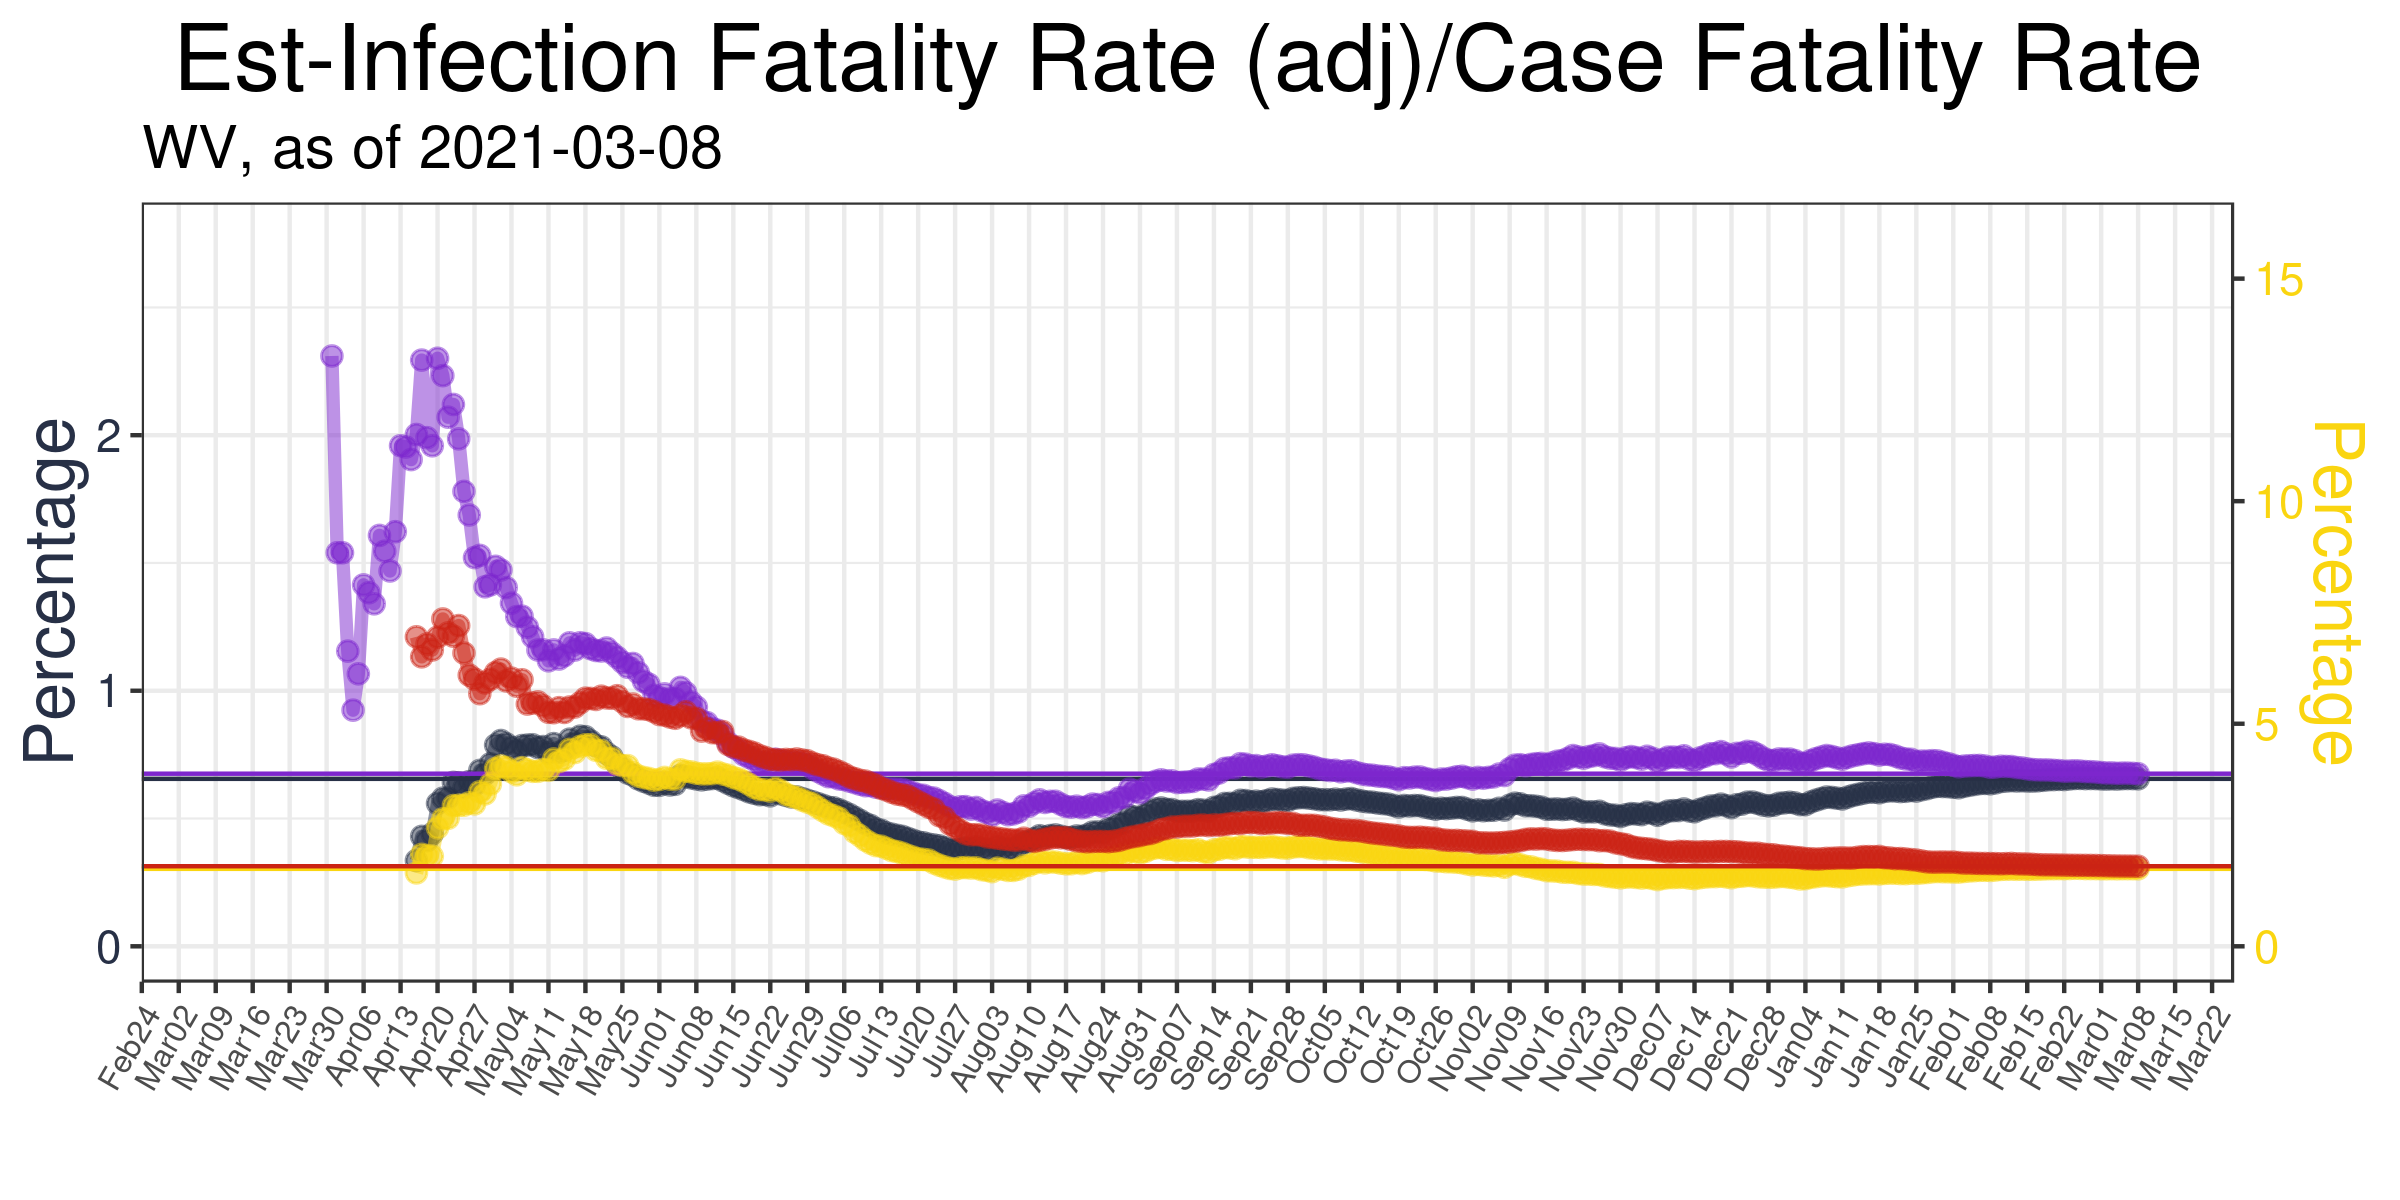 Est-Infection Fatality Rate (adj)/Case Fatality Rate
WV, as of 2021-03-08
Percentage
2
1
0
15
10
5
0
Percentage
Feb24
Mar02
Mar09
Mar16
Mar23
Mar30
Apr06
Apr13
Apr20
Apr27
May04
May11
May18
May25
Jun01
Jun08
Jun15
Jun22
Jun29
Jul06
Jul13
Jul20
Jul27
Aug03
Aug10
Aug17
Aug24
Aug31
Sep07
Sep14
Sep21
Sep28
Oct05
Oct12
Oct19
Oct26
Nov02
Nov09
Nov16
Nov23
Nov30
Dec07
Dec14
Dec21
Dec28
Jan04
Jan11
Jan18
Jan25
Feb01
Feb08
Feb15
Feb22
Mar01
Mar08
Mar15
Mar22